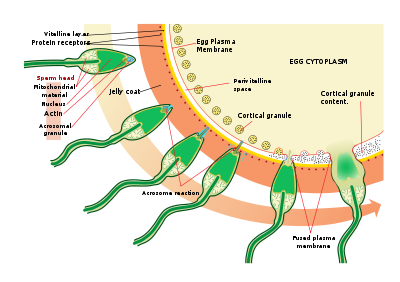 Vitelline layer
Protein receptors
Egg Plasma
Membrane
EGG CYTOPLASM
Sperm head
Mitochondrial
material
Nucleus
Actin
Acrosomal
granule
Jelly coat
Perivitelline
space
Cortical granule
content.
Cortical granule
Acrosome reaction
Fused plasma
membrane